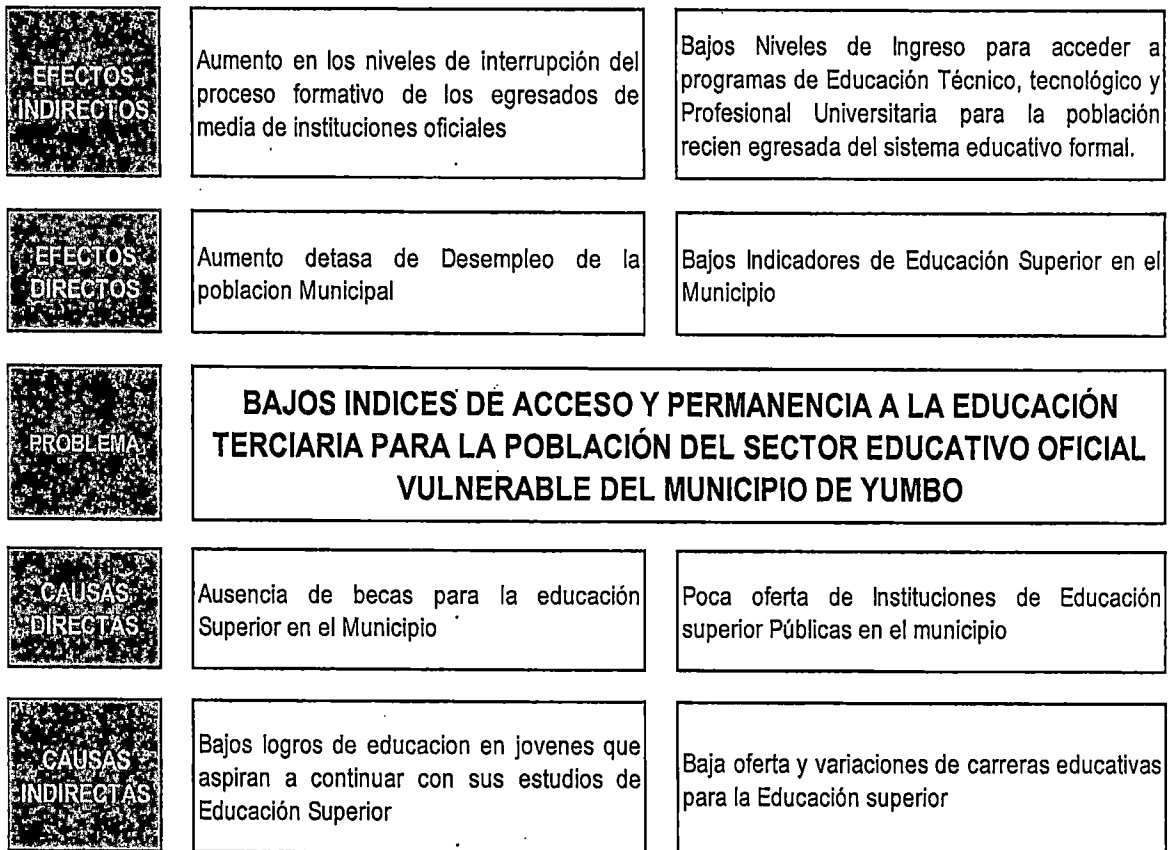 EFECTOS
INDIRECTOS
Aumento en los niveles de interrupción del
proceso formativo de los egresados de
media de instituciones oficiales
Bajos Niveles de Ingreso para acceder a
programas de Educación Técnico, tecnológico y
Profesional Universitaria para la población
recien egresada del sistema educativo formal.
EFECTOS
DIRECTOS
Aumento detasa de Desempleo de la
poblacion Municipal
Bajos Indicadores de Educación Superior en el
Municipio
PROBLEMA
BAJOS INDICES DE ACCESO Y PERMANENCIA A LA EDUCACIÓN
TERCIARIA PARA LA POBLACIÓN DEL SECTOR EDUCATIVO OFICIAL
VULNERABLE DEL MUNICIPIO DE YUMBO
CAUSAS
DIRECTAS
Ausencia de becas para la educación
Superior en el Municipio
Poca oferta de Instituciones de Educación
superior Públicas en el municipio
CAUSAS
INDIRECTAS
Bajos logros de educacion en jovenes que
aspiran a continuar con sus estudios de
Educación Superior
Baja oferta y variaciones de carreras educativas
para la Educación superior